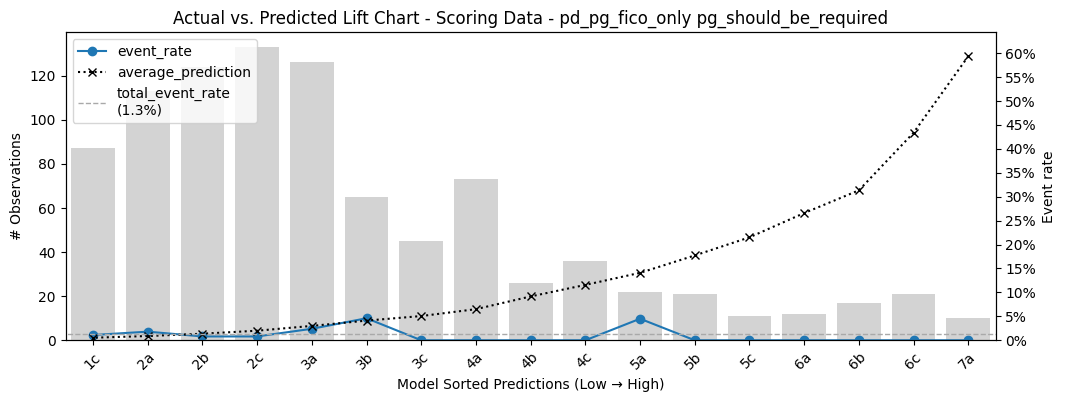 Actual vs. Predicted Lift Chart - Scoring Data - pd_pg_fico_only pg_should_be_required
event_rate
average_prediction
total_event_rate
(1.3%)
# Observations
120
100
80
60
40
20
0
60%
55%
50%
45%
40%
35%
30%
25%
20%
15%
10%
5%
0%
Event rate
1c 2a 2b 2c 3a 3b 3c 4a 4b 4c 5a 5b 5c 6a 6b 6c 7a
Model Sorted Predictions (Low → High)